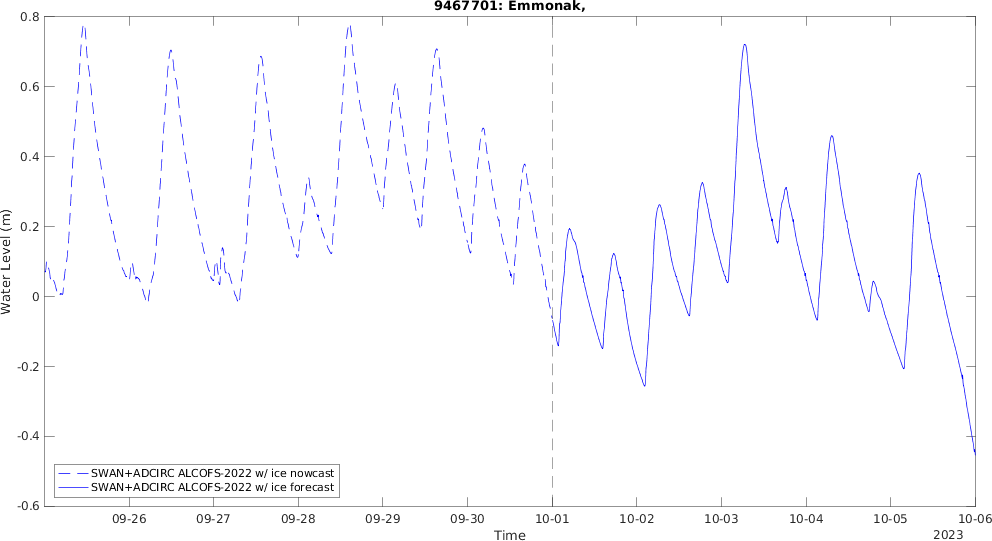 9467701: Emmonak,
Water Level (m)
0.8
0.6
0.4
0.2
0
-0.2
-0.4
-0.6
SWAN+ADCIRC ALCOFS-2022 w/ ice nowcast
SWAN+ADCIRC ALCOFS-2022 w/ ice forecast
09-26 09-27 09-28 09-29 09-30 10-01 10-02 10-03 10-04 10-05 10-06
Time
2023